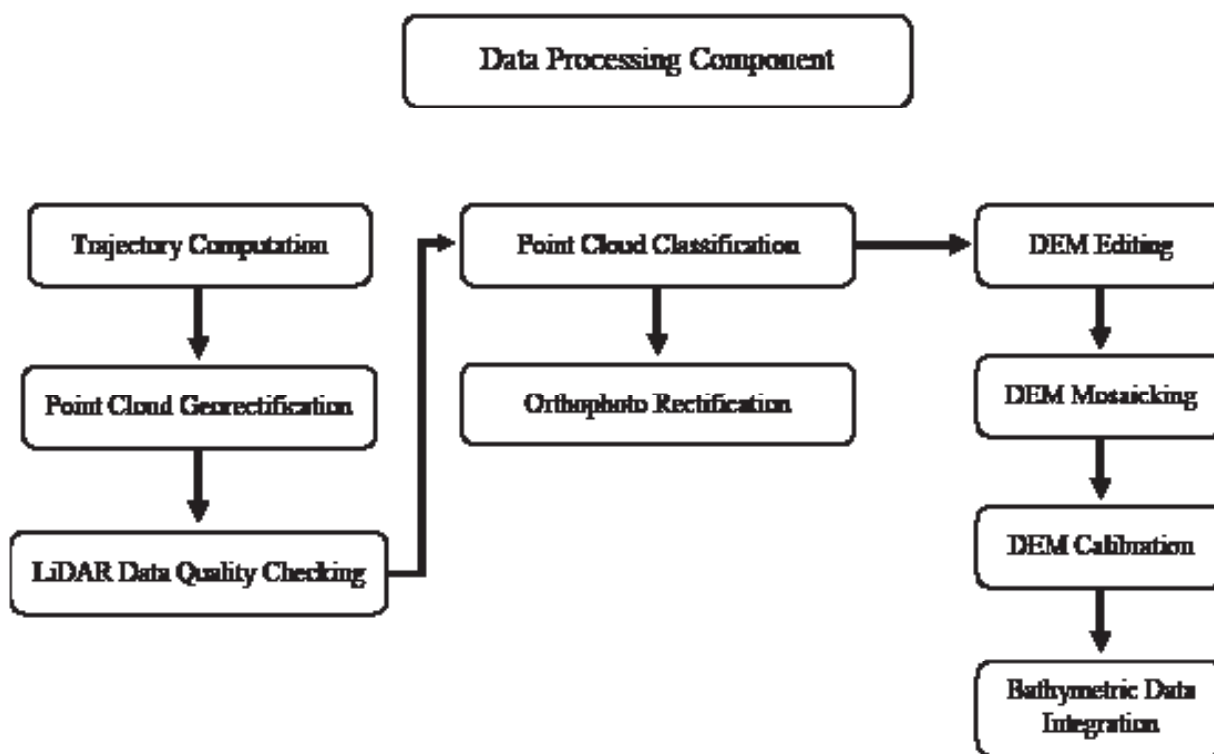 Data Processing Component
Trajectory Computation
Point Cloud Georectification
LiDAR Data Quality Checking
Point Cloud Classification
Orthophoto Rectification
DEM Editing
DEM Mosaicking
DEM Calibration
Bathymetric Data
Integration